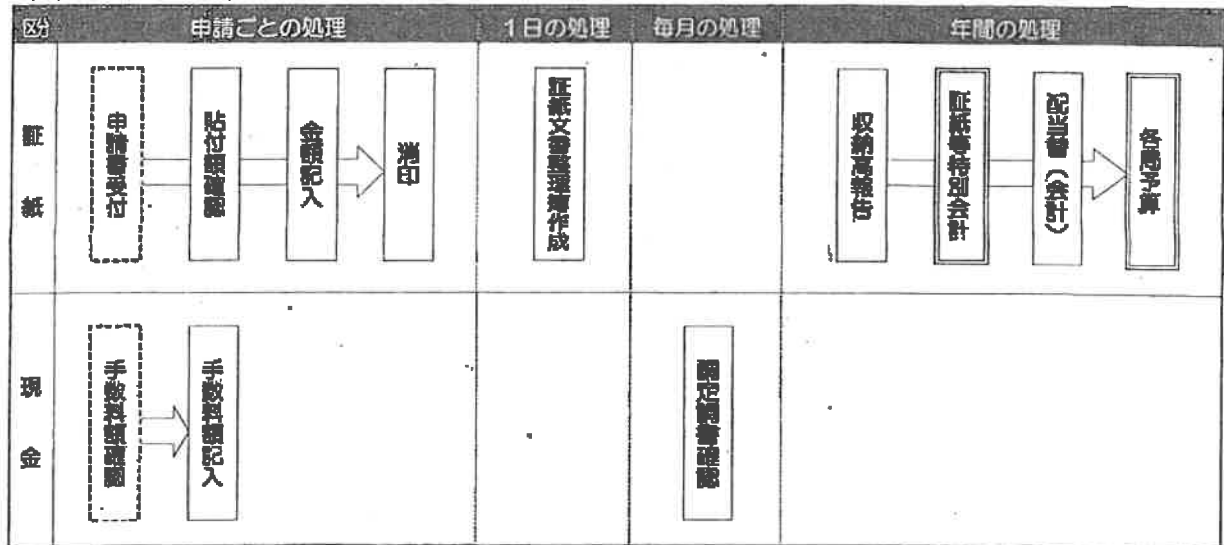 区分
申請ごとの処理
1日の処理
毎月の処理
年間の処理
証紙
申請書受付
貼付額確認
金額記入
消印
証紙文書整理簿作成
収納高報告
証紙等特別会計
配当替(会計)
各局予算
現金
手数料額確認
手数料額記入
調定調書確認